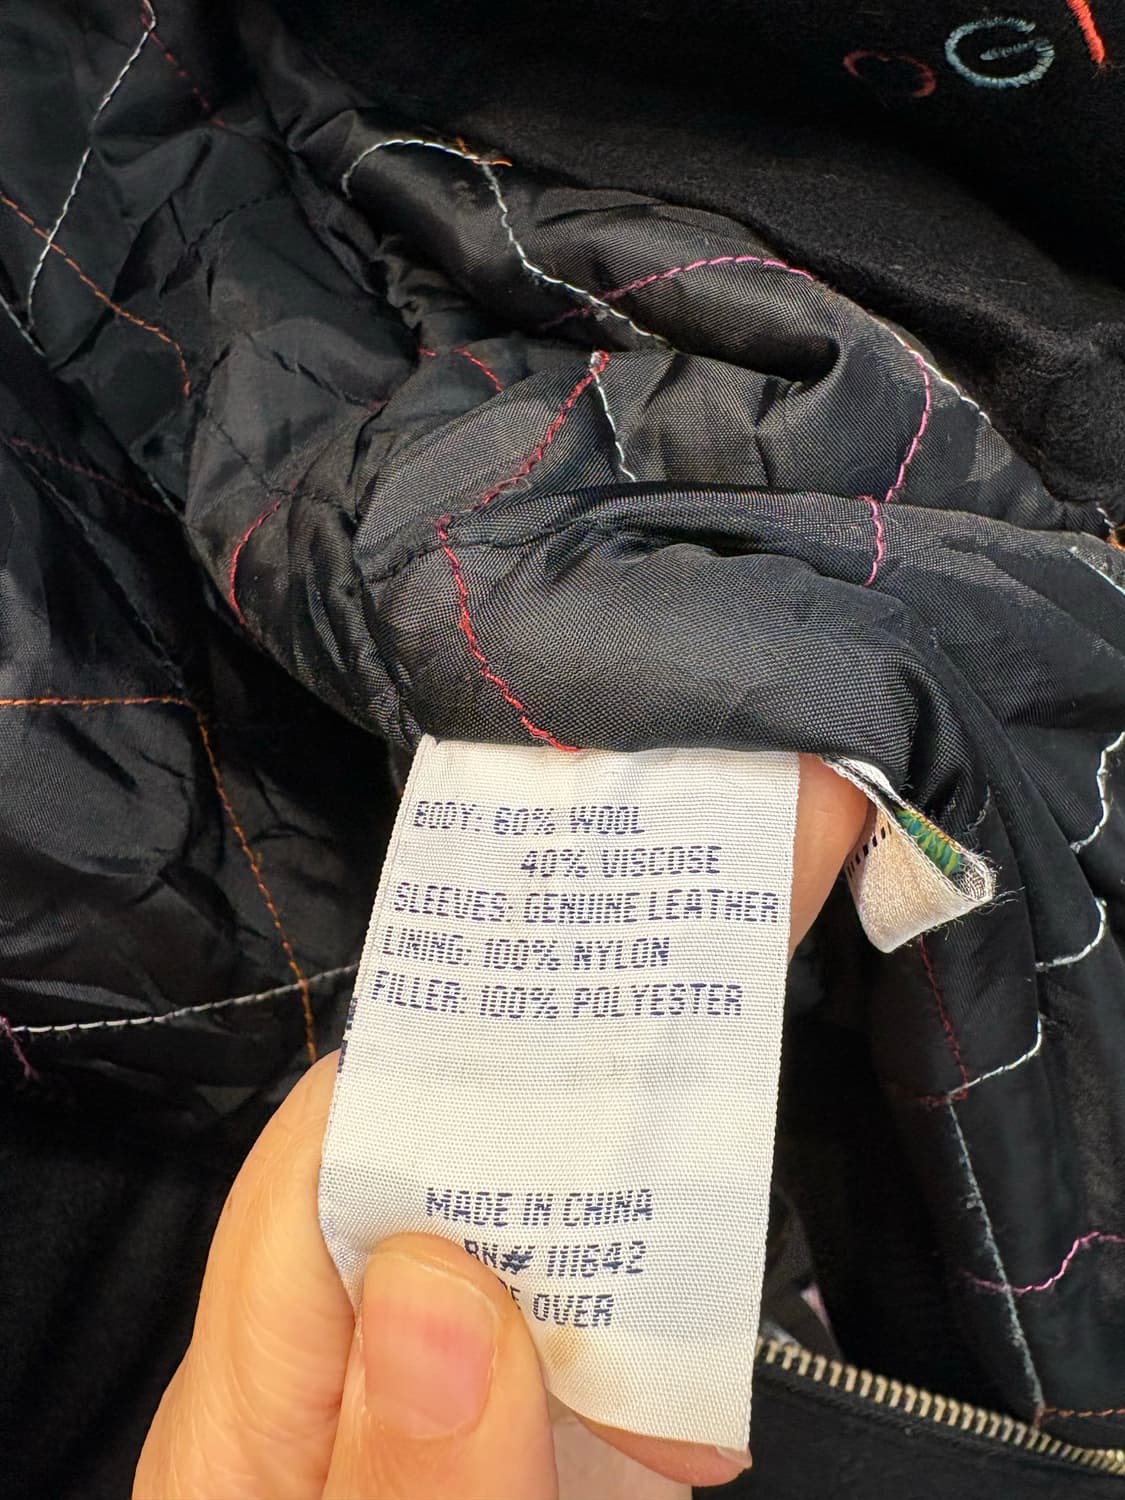 BODY: 60% WOOL
40% VISCOSE
SLEEVES: GENUINE LEATHER
LINING: 100% NYLON
FILLER: 100% POLYESTER
MADE IN CHINA
RN# 111642
OVER